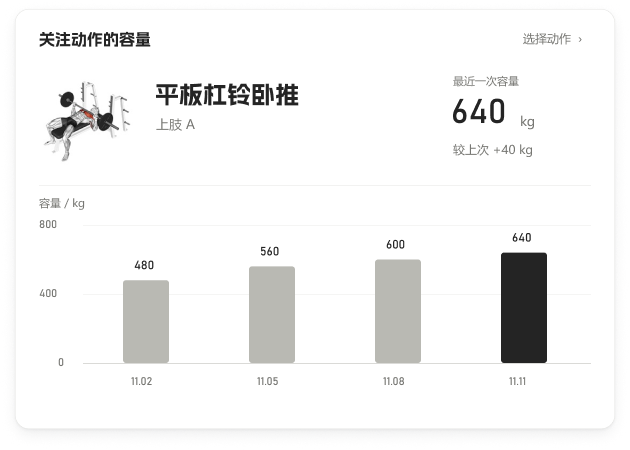 关注动作的容量
选择动作 ›
平板杠铃卧推
上肢 A
最近一次容量
640 kg
较上次 +40 kg
容量 / kg
800
400
0
480
560
600
640
11.02
11.05
11.08
11.11